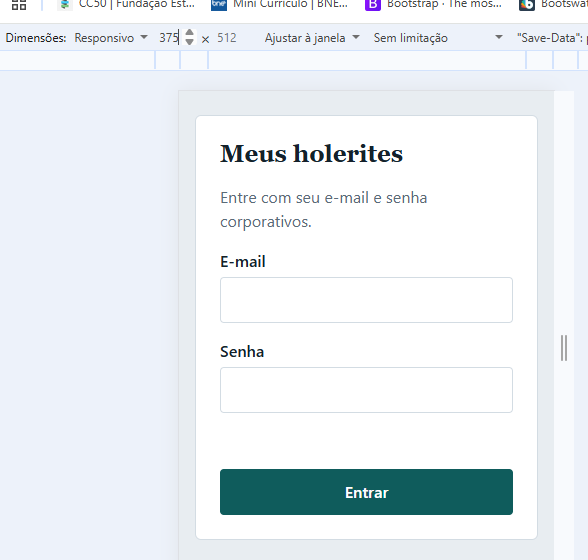 CC50 | Fundação Est... Mini Currículo | BNE... Bootstrap · The mos... Bootswat
Dimensões: Responsivo 375 × 512 Ajustar à janela Sem limitação "Save-Data":
Meus holerites
Entre com seu e-mail e senha
corporativos.
E-mail
Senha
Entrar